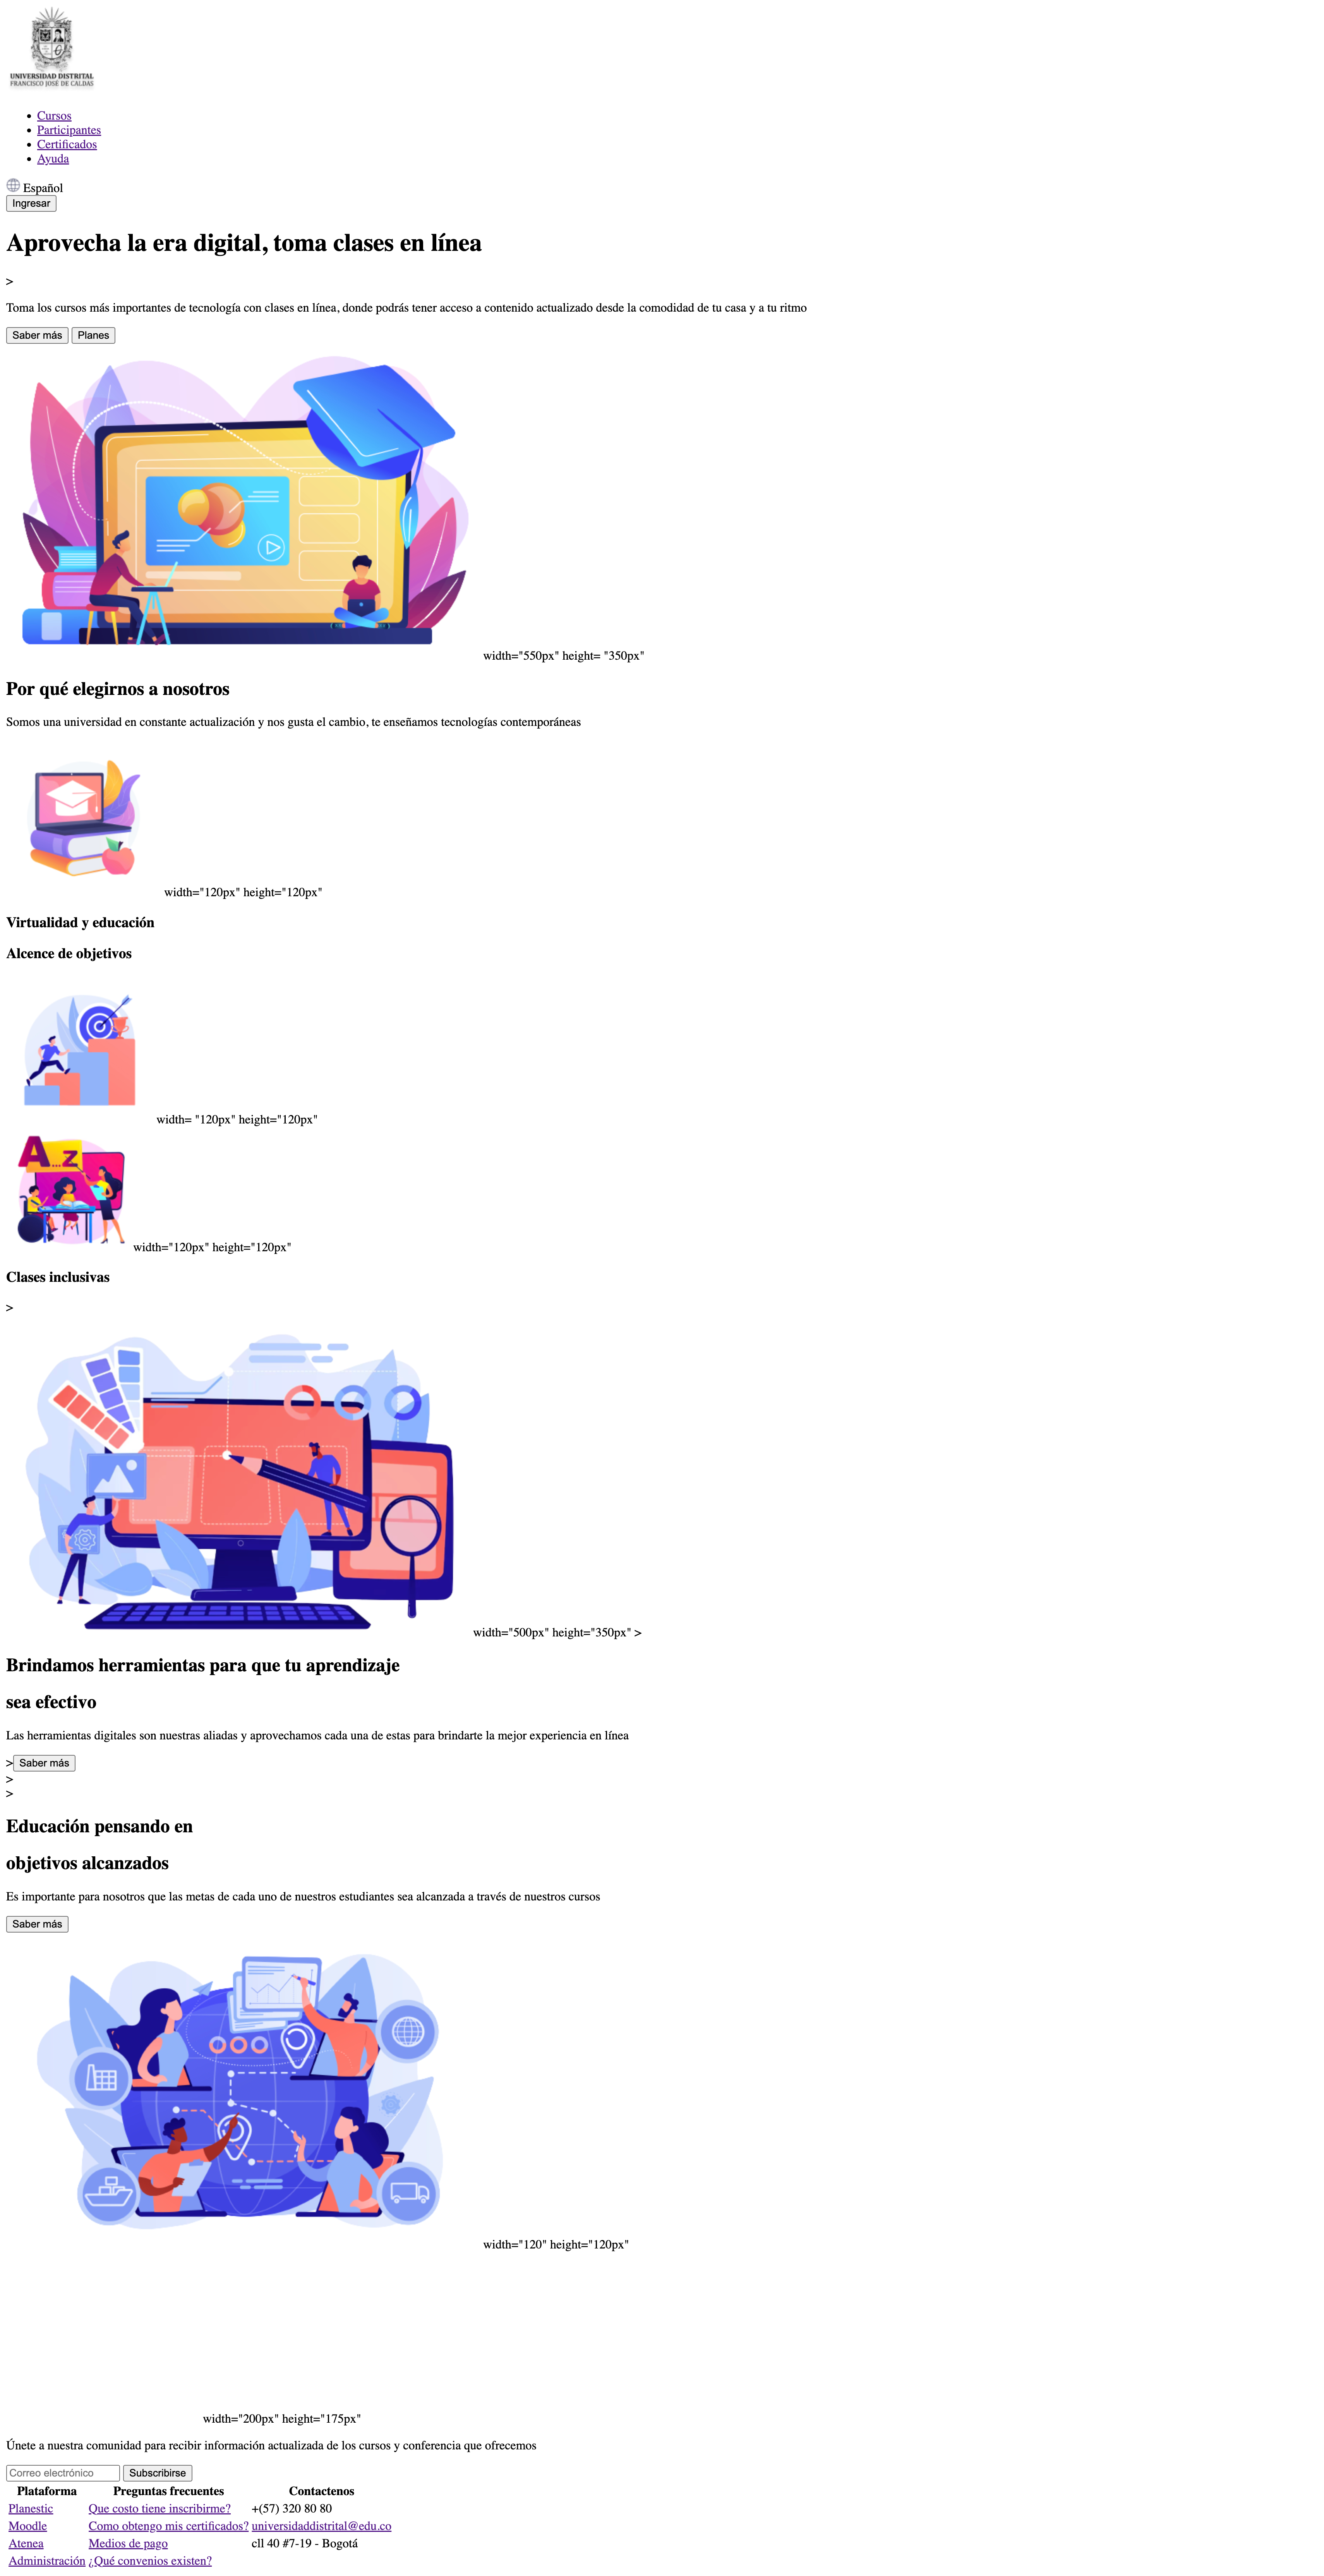 UNIVERSIDAD DISTRITAL
FRANCISCO JOSÉ DE CALDAS
Cursos
Participantes
Certificados
Ayuda
Español
Ingresar
Aprovecha la era digital, toma clases en línea
>
Toma los cursos más importantes de tecnología con clases en línea, donde podrás tener acceso a contenido actualizado desde la comodidad de tu casa y a tu ritmo
Saber más Planes
width="550px" height= "350px"
Por qué elegirnos a nosotros
Somos una universidad en constante actualización y nos gusta el cambio, te enseñamos tecnologías contemporáneas
width="120px" height="120px"
Virtualidad y educación
Alcence de objetivos
width= "120px" height="120px"
A...z
width="120px" height="120px"
Clases inclusivas
>
width="500px" height="350px" >
Brindamos herramientas para que tu aprendizaje
sea efectivo
Las herramientas digitales son nuestras aliadas y aprovechamos cada una de estas para brindarte la mejor experiencia en línea
>Saber más
>
>
Educación pensando en
objetivos alcanzados
Es importante para nosotros que las metas de cada uno de nuestros estudiantes sea alcanzada a través de nuestros cursos
Saber más
width="120" height="120px"
width="200px" height="175px"
Únete a nuestra comunidad para recibir información actualizada de los cursos y conferencia que ofrecemos
Correo electrónico Subscribirse
Plataforma Preguntas frecuentes Contactenos
Planestic Que costo tiene inscribirme? +(57) 320 80 80
Moodle Como obtengo mis certificados? universidaddistrital@edu.co
Atenea Medios de pago cll 40 #7-19 - Bogotá
Administración ¿Qué convenios existen?